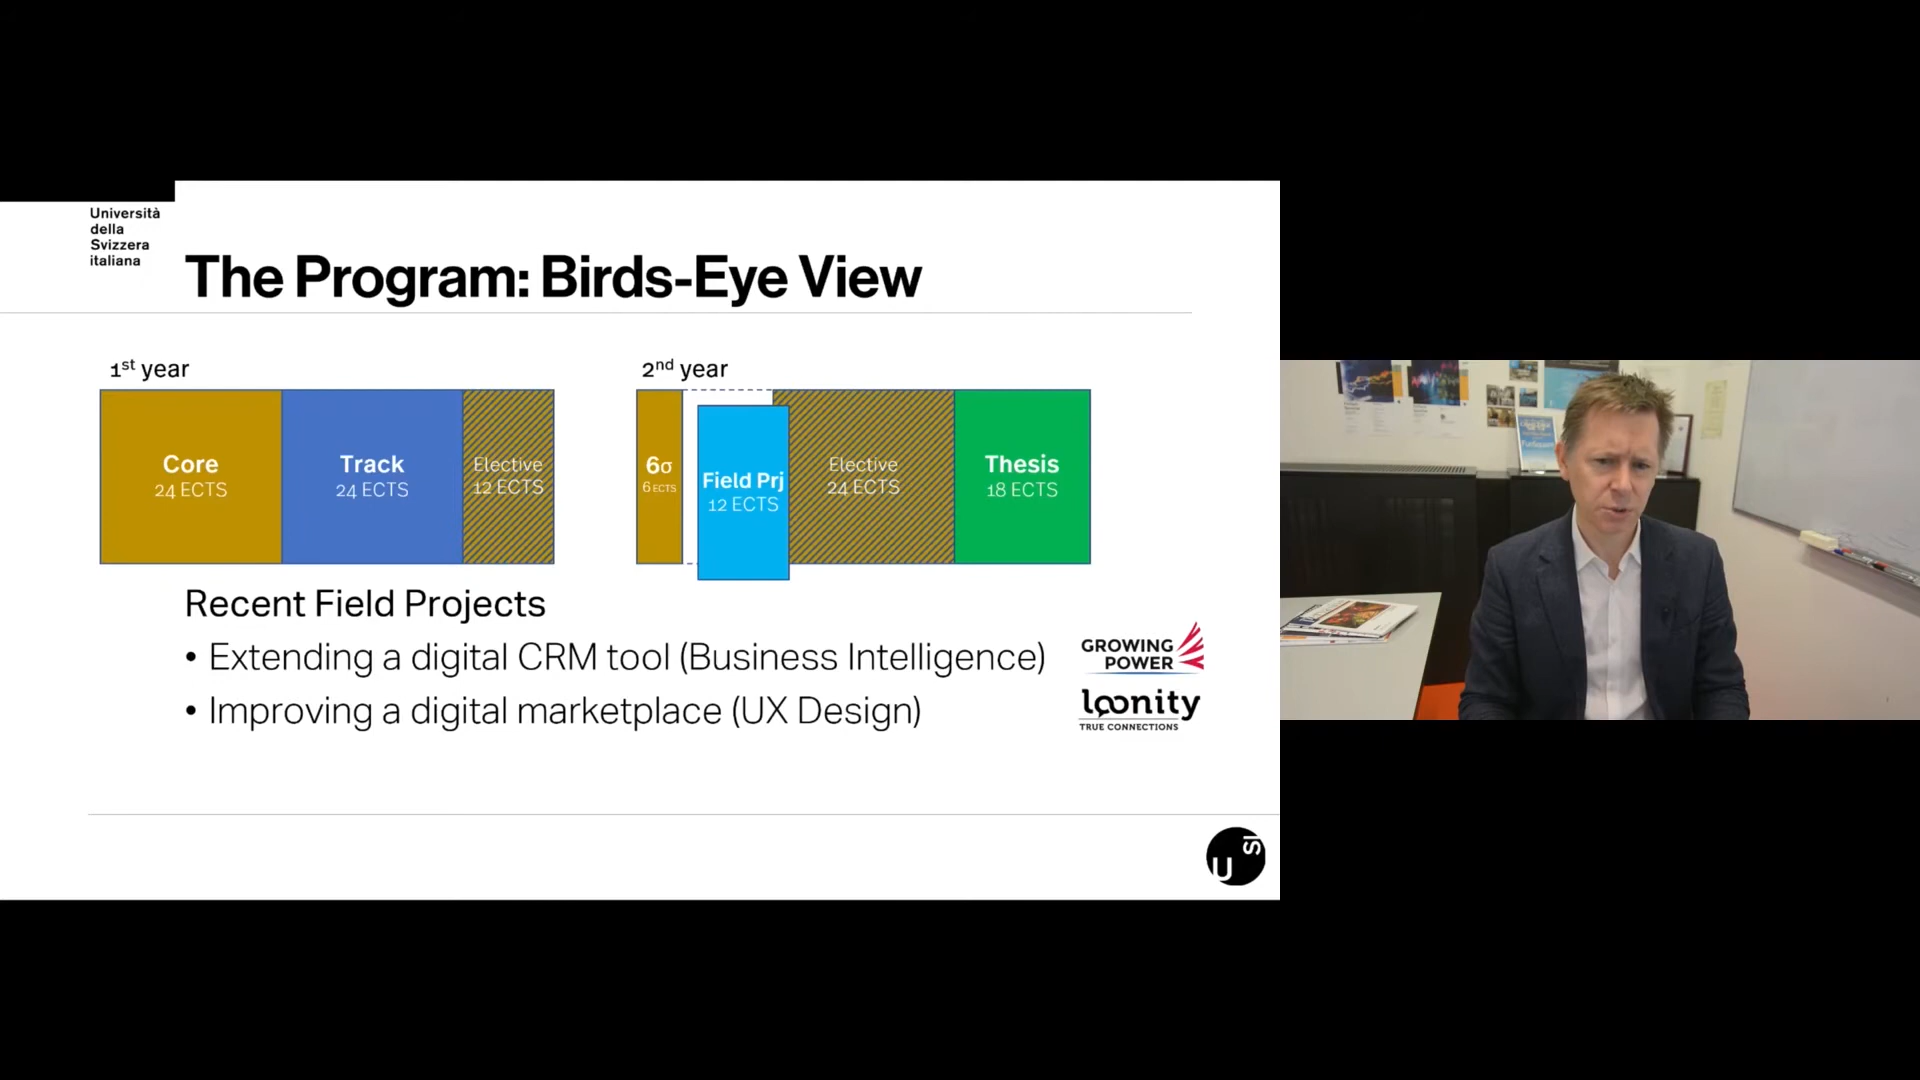 Università
della
Svizzera
italiana
The Program: Birds-Eye View
1st year
2nd year
Core
24 ECTS
Track
24 ECTS
Elective
12 ECTS
6σ
6 ECTS
Field Prj
12 ECTS
Elective
24 ECTS
Thesis
18 ECTS
Recent Field Projects
• Extending a digital CRM tool (Business Intelligence)
• Improving a digital marketplace (UX Design)
GROWING
POWER
loonity
TRUE CONNECTIONS
U SI